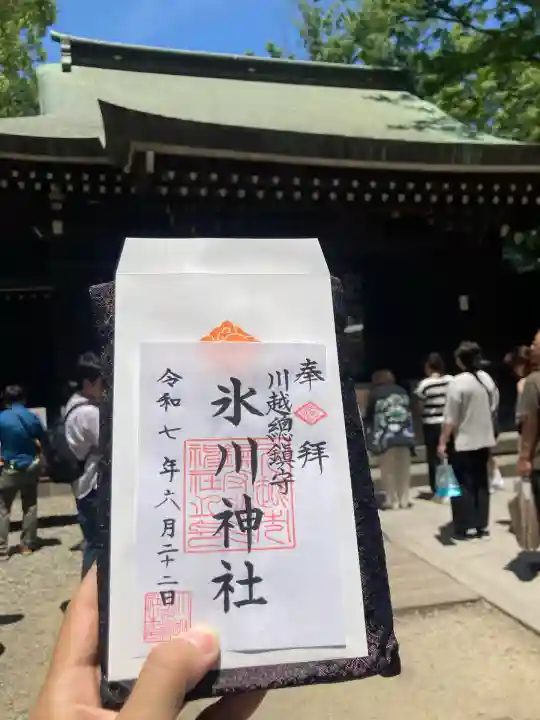 奉拝
川越總鎮守
氷川神社
令和七年六月二十二日